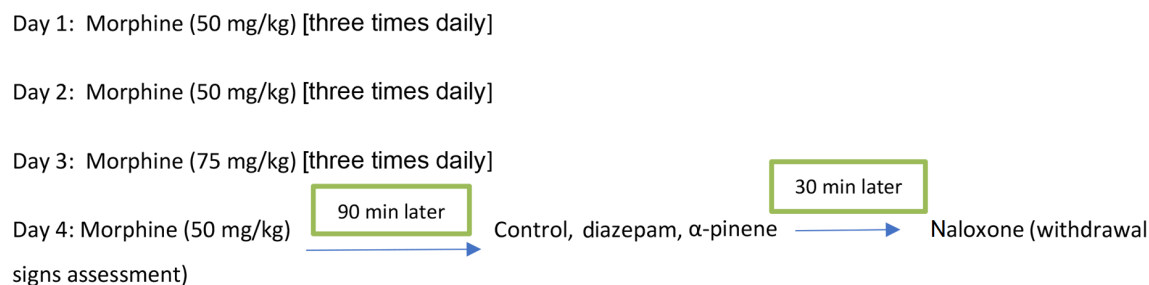 Day 1: Morphine (50 mg/kg) [three times daily]
Day 2: Morphine (50 mg/kg) [three times daily]
Day 3: Morphine (75 mg/kg) [three times daily]
30 min later
90 min later
Day 4: Morphine (50 mg/kg) Control, diazepam, α-pinene Naloxone (withdrawal
signs assessment)